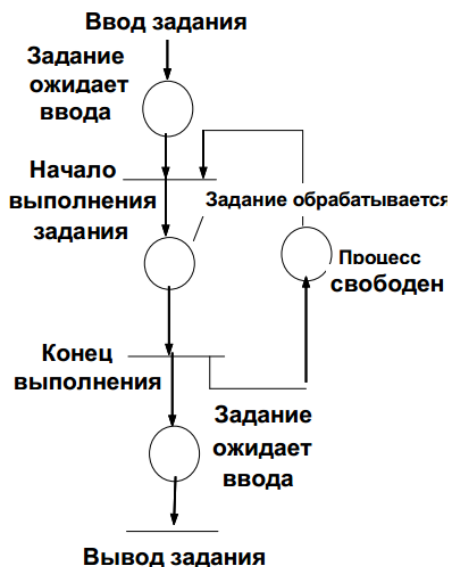 Ввод задания
Задание
ожидает
ввода
Начало
выполнения
задания
Задание обрабатывается
Процесс
свободен
Конец
выполнения
Задание
ожидает
ввода
Вывод задания